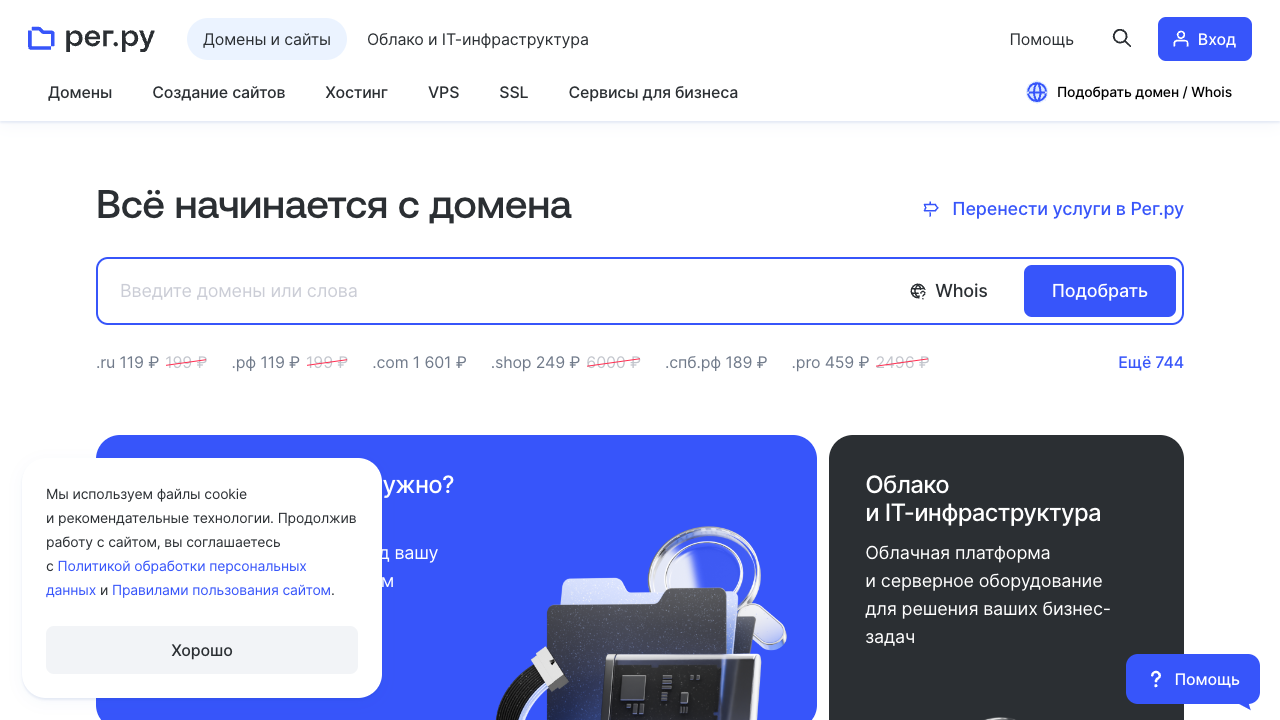 рег.ру
Домены и сайты
Облако и IT-инфраструктура
Помощь
Вход
Домены
Создание сайтов
Хостинг
VPS
SSL
Сервисы для бизнеса
Подобрать домен / Whois
Всё начинается с домена
Перенести услуги в Рег.ру
Введите домены или слова
Whois
Подобрать
.ru 119 ₽ 199 ₽
.рф 119 ₽ 199 ₽
.com 1 601 ₽
.shop 249 ₽ 6000 ₽
.спб.рф 189 ₽
.pro 459 ₽ 2496 ₽
Ещё 744
ужно?
д вашу
м
Облако
и IT-инфраструктура
Облачная платформа
и серверное оборудование
для решения ваших бизнес-
задач
Мы используем файлы cookie
и рекомендательные технологии. Продолжив
работу с сайтом, вы соглашаетесь
с Политикой обработки персональных
данных и Правилами пользования сайтом.
Хорошо
Помощь